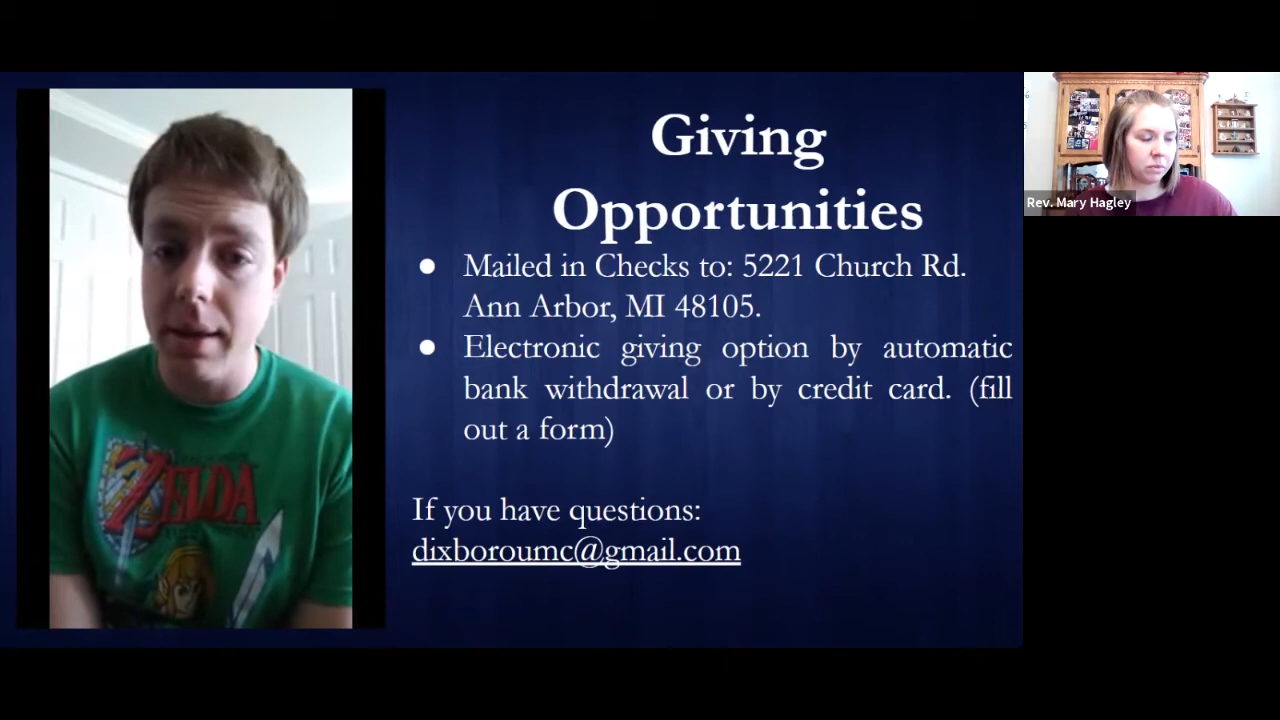 Giving
Opportunities
● Mailed in Checks to: 5221 Church Rd.
Ann Arbor, MI 48105.
● Electronic giving option by automatic
bank withdrawal or by credit card. (fill
out a form)
If you have questions:
dixboroumc@gmail.com
Rev. Mary Hagley
ZELDA